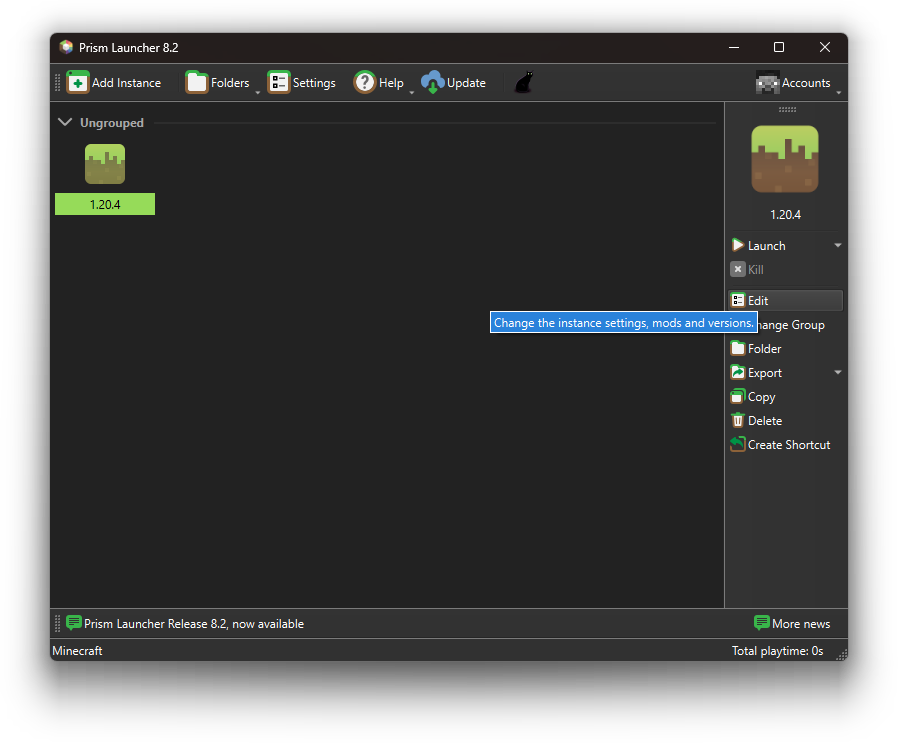 Prism Launcher 8.2
Add Instance Folders Settings Help Update Accounts
Ungrouped
1.20.4
1.20.4
Launch
Kill
Edit
Change the instance settings, mods and versions.
hange Group
Folder
Export
Copy
Delete
Create Shortcut
Prism Launcher Release 8.2, now available More news
Minecraft Total playtime: 0s